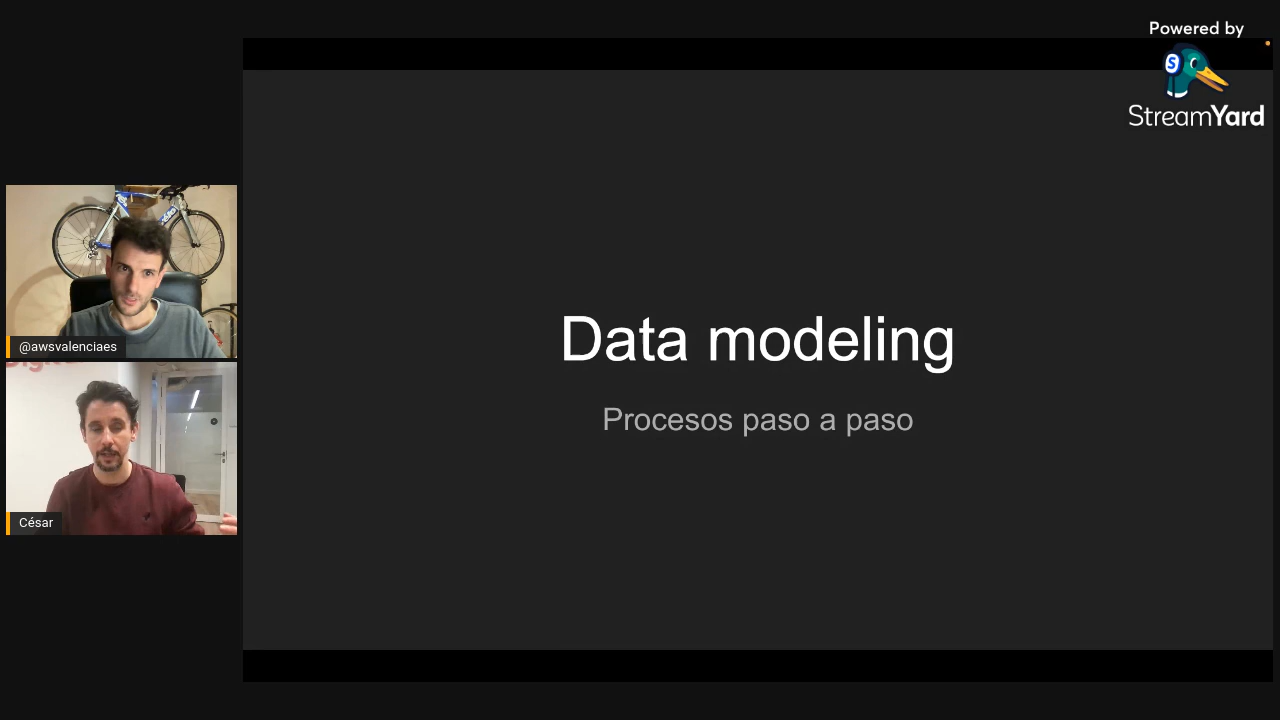 Powered by
S
StreamYard
@awsvalenciaes
César
Data modeling
Procesos paso a paso